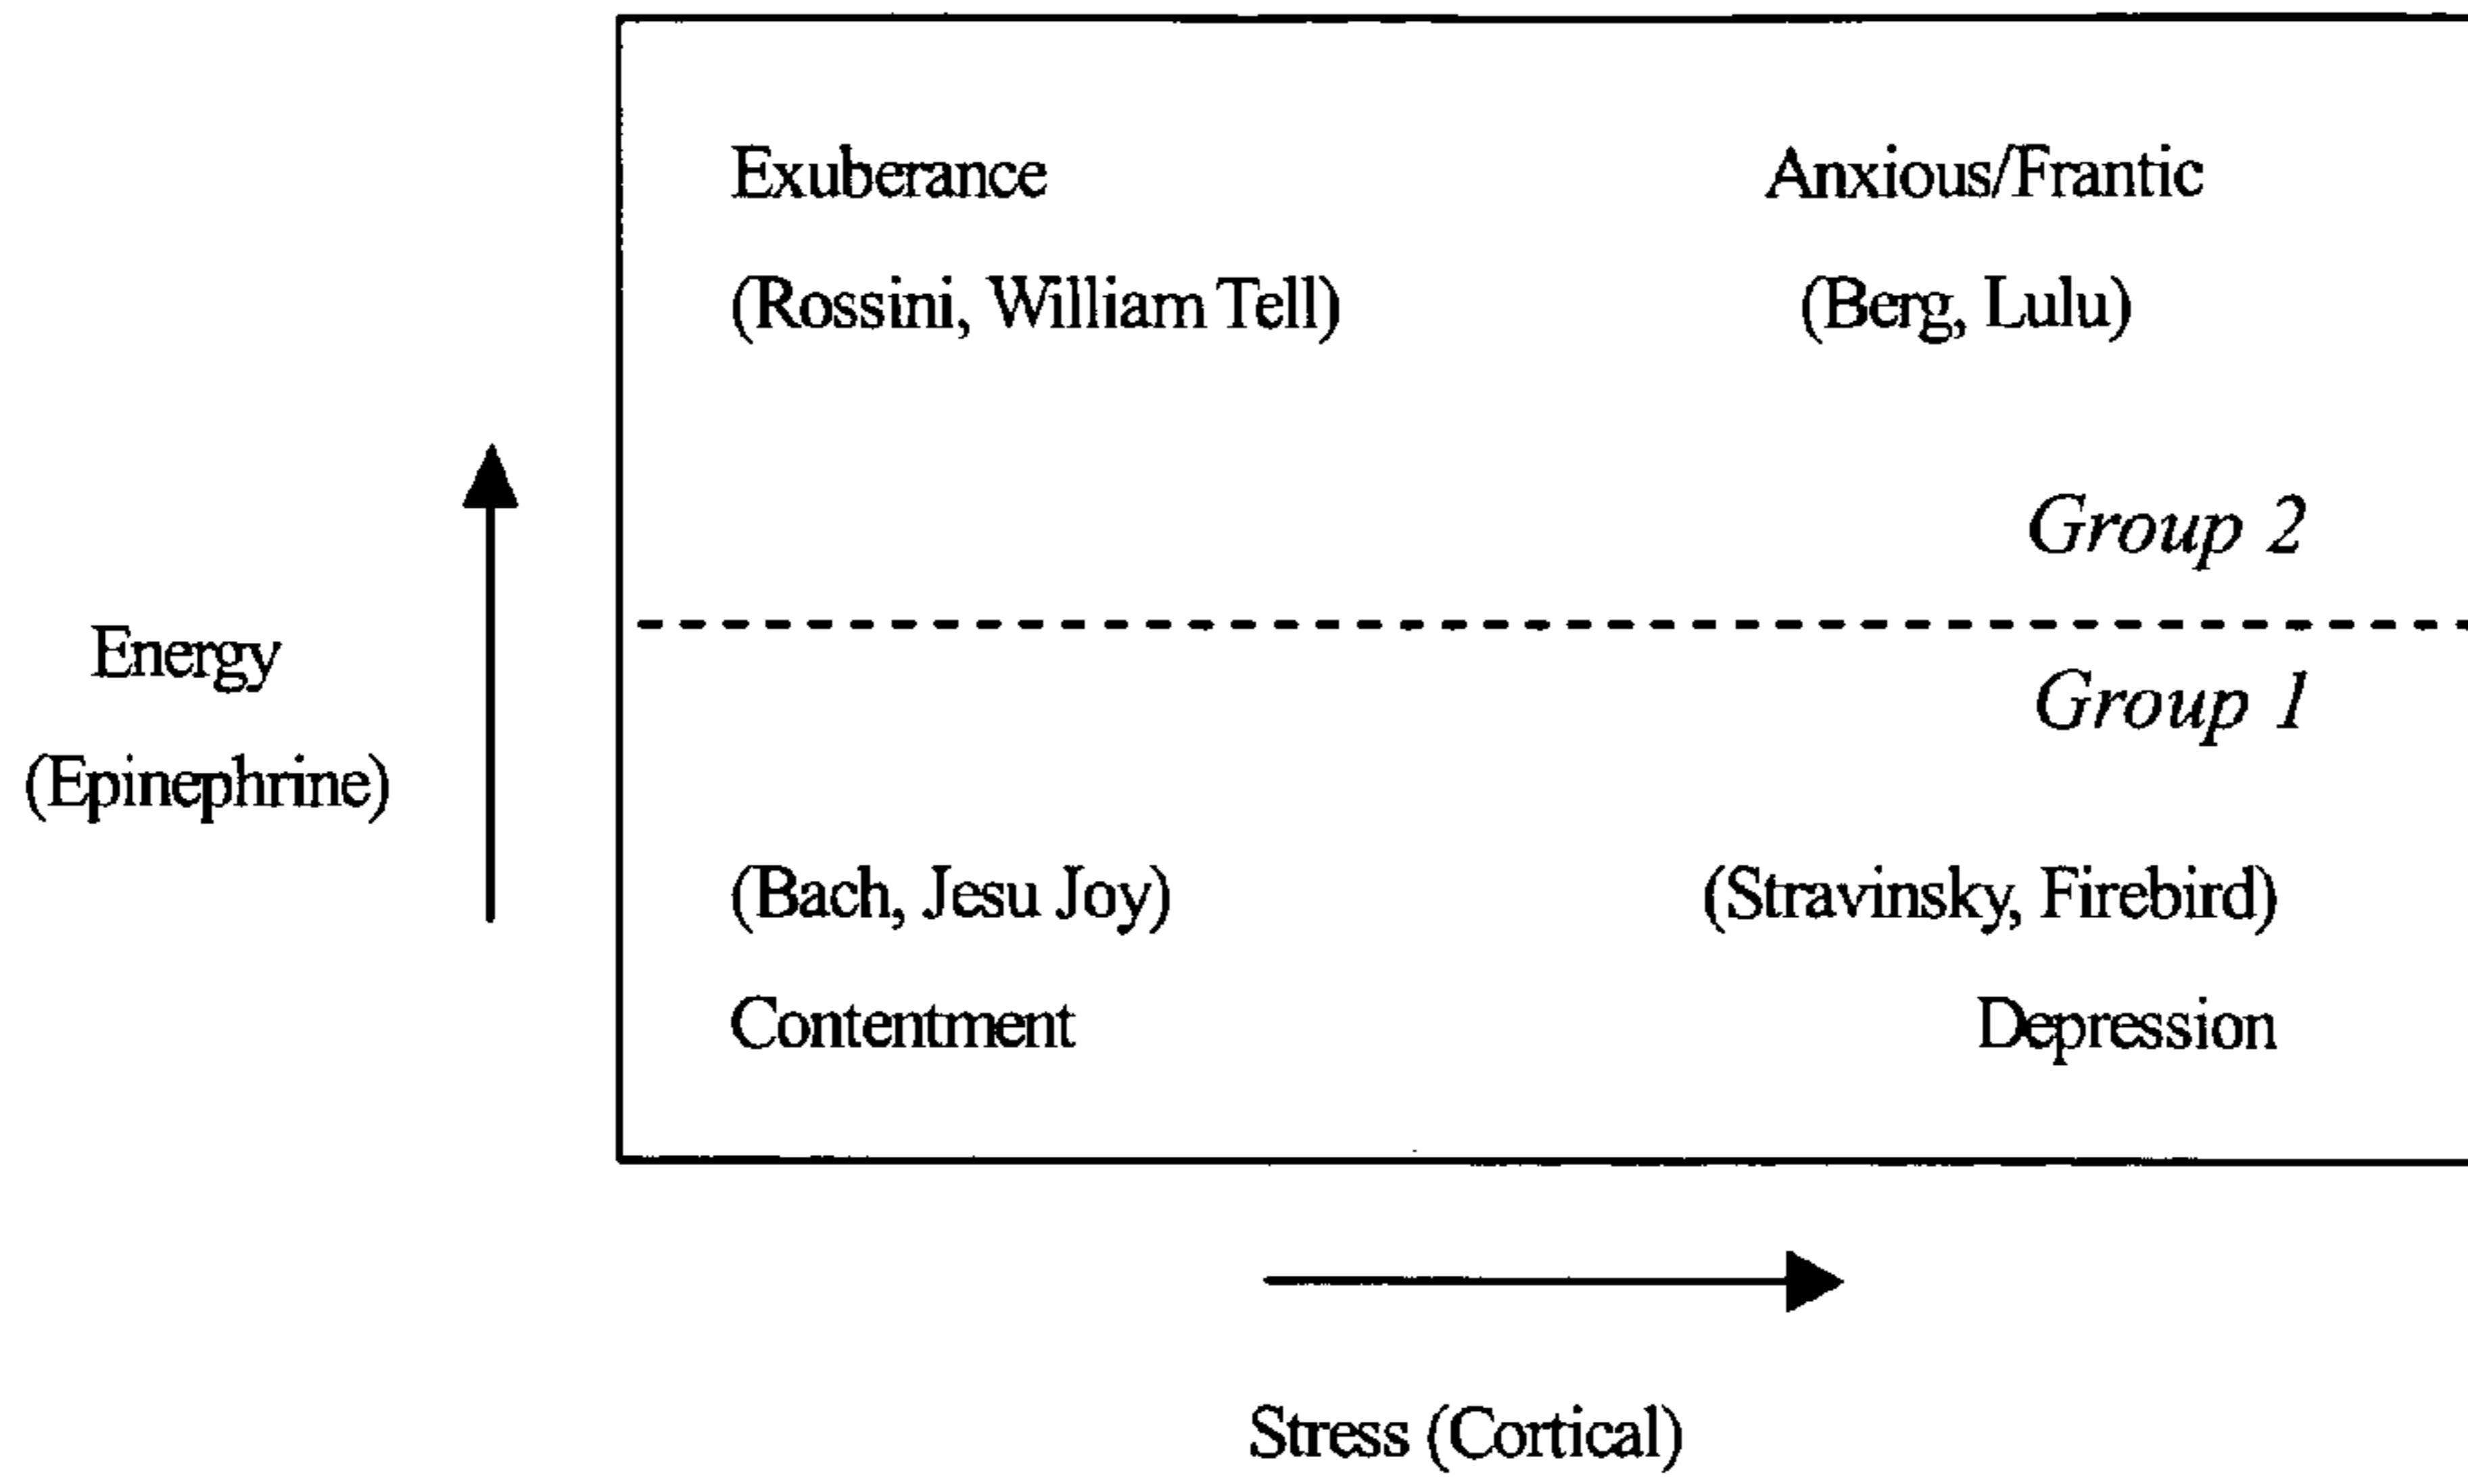 Exuberance
Anxious/Frantic
(Rossini, William Tell)
(Berg, Lulu)
Group 2
Energy
(Epinephrine)
Group 1
(Bach, Jesu Joy)
(Stravinsky, Firebird)
Contentment
Depression
Stress (Cortical)